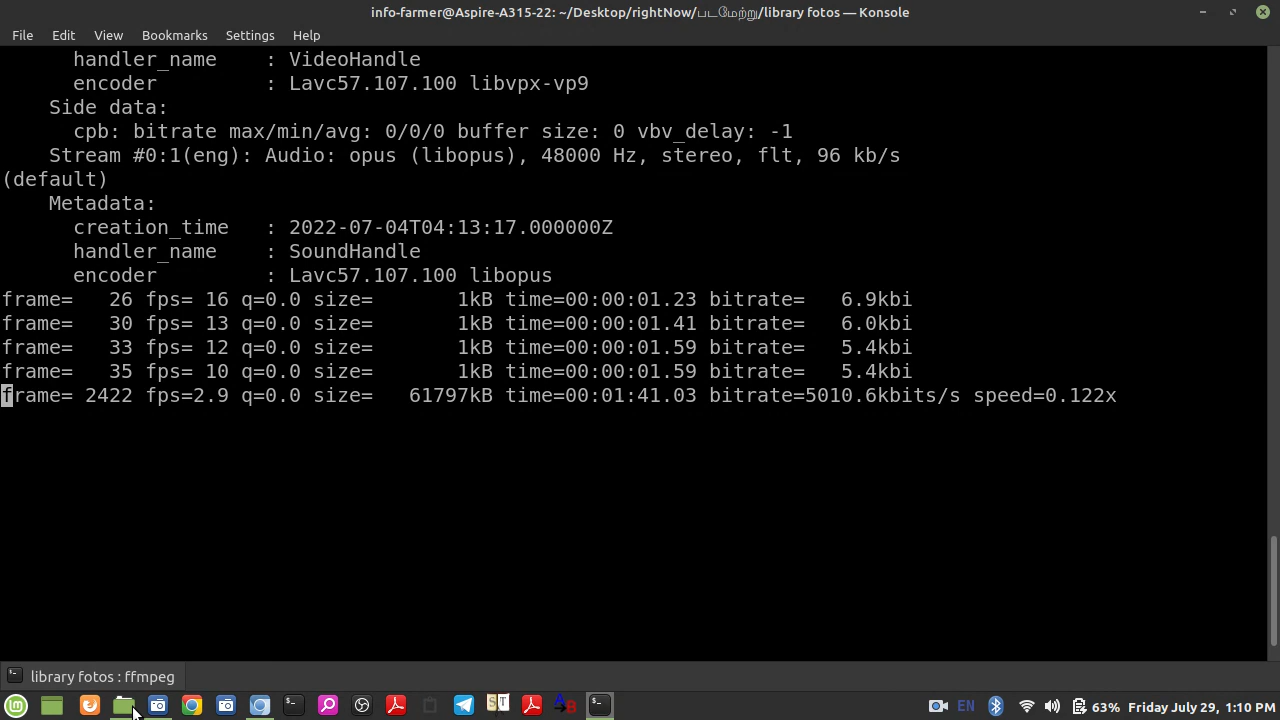 info-farmer@Aspire-A315-22: ~/Desktop/rightNow/படமேற்று/library fotos — Konsole
File Edit View Bookmarks Settings Help
handler_name : VideoHandle
encoder : Lavc57.107.100 libvpx-vp9
Side data:
cpb: bitrate max/min/avg: 0/0/0 buffer size: 0 vbv_delay: -1
Stream #0:1(eng): Audio: opus (libopus), 48000 Hz, stereo, flt, 96 kb/s
(default)
Metadata:
creation_time : 2022-07-04T04:13:17.000000Z
handler_name : SoundHandle
encoder : Lavc57.107.100 libopus
frame= 26 fps= 16 q=0.0 size= 1kB time=00:00:01.23 bitrate= 6.9kbi
frame= 30 fps= 13 q=0.0 size= 1kB time=00:00:01.41 bitrate= 6.0kbi
frame= 33 fps= 12 q=0.0 size= 1kB time=00:00:01.59 bitrate= 5.4kbi
frame= 35 fps= 10 q=0.0 size= 1kB time=00:00:01.59 bitrate= 5.4kbi
frame= 2422 fps=2.9 q=0.0 size= 61797kB time=00:01:41.03 bitrate=5010.6kbits/s speed=0.122x
library fotos : ffmpeg
EN 63% Friday July 29, 1:10 PM